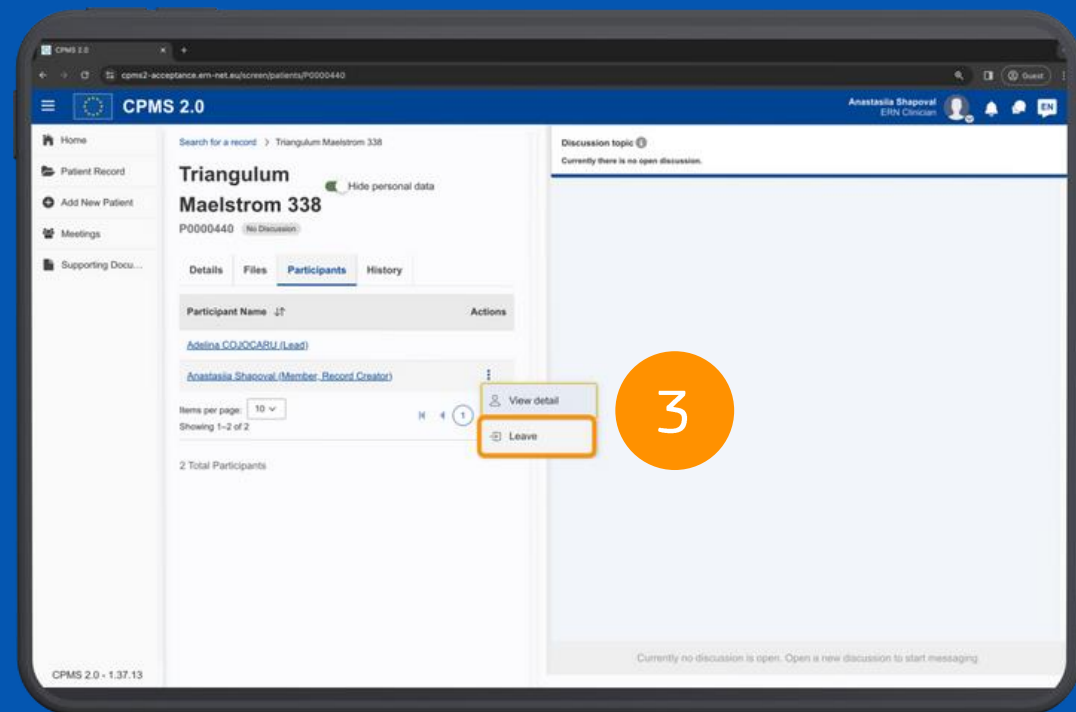 CPMS 2.0
cpms2-acceptance.ern-net.eu/screen/patients/P0000440
Guest
CPMS 2.0
Anastasiia Shapoval
ERN Clinician
EN
Home
Patient Record
Add New Patient
Meetings
Supporting Docu...
Search for a record > Triangulum Maelstrom 338
Triangulum
Maelstrom 338
Hide personal data
P0000440 No Discussion
Details Files Participants History
Participant Name Actions
Adelina COJOCARU (Lead)
Anastasiia Shapoval (Member, Record Creator)
View detail
Leave
Items per page: 10
1
Showing 1–2 of 2
2 Total Participants
Discussion topic
Currently there is no open discussion.
3
Currently no discussion is open. Open a new discussion to start messaging
CPMS 2.0 - 1.37.13